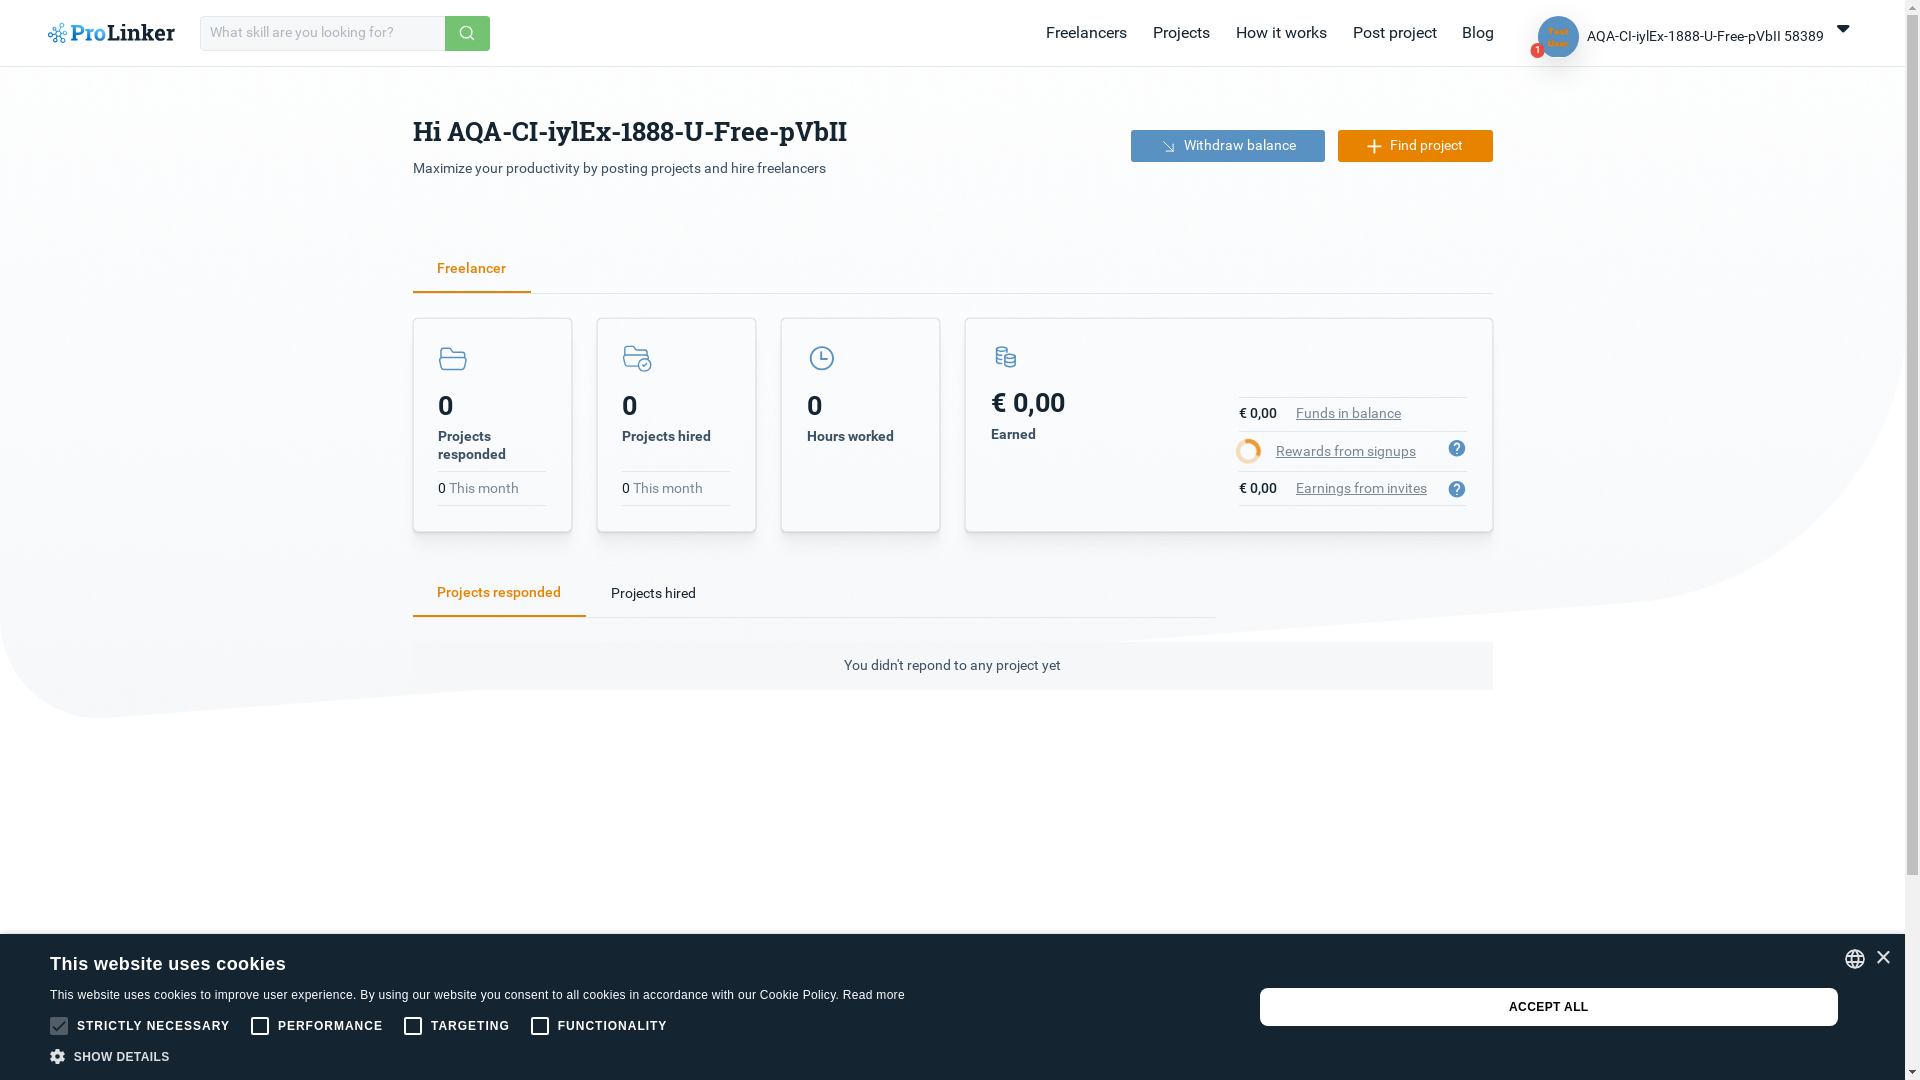 ProLinker
What skill are you looking for?
Freelancers
Projects
How it works
Post project
Blog
Test
User
1
AQA-CI-iylEx-1888-U-Free-pVbII 58389
Hi AQA-CI-iylEx-1888-U-Free-pVbII
Maximize your productivity by posting projects and hire freelancers
Withdraw balance
Find project
Freelancer
0
Projects
responded
0 This month
0
Projects hired
0 This month
0
Hours worked
€ 0,00
Earned
€ 0,00 Funds in balance
Rewards from signups ?
€ 0,00 Earnings from invites ?
Projects responded
Projects hired
You didn't repond to any project yet
This website uses cookies
This website uses cookies to improve user experience. By using our website you consent to all cookies in accordance with our Cookie Policy. Read more
STRICTLY NECESSARY
PERFORMANCE
TARGETING
FUNCTIONALITY
SHOW DETAILS
ACCEPT ALL
×